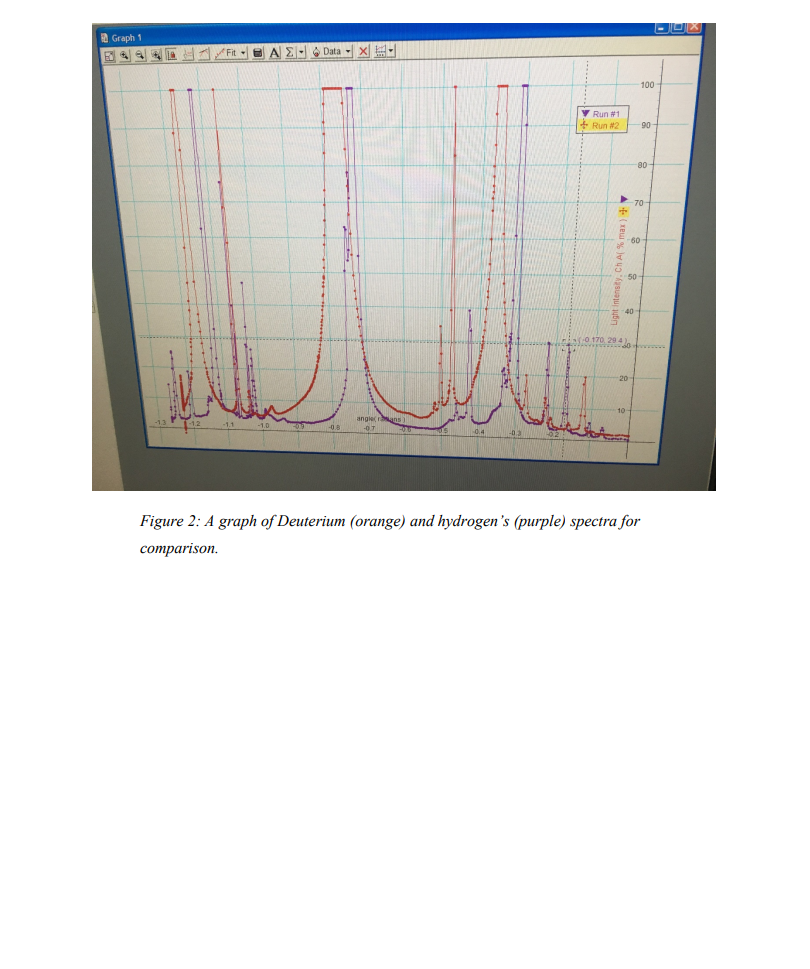 Graph 1
Fit
A
Σ
Data
100
Run #1
Run #2
90
80
70
60
50
40
30
20
10
Light Intensity, Ch A ( % max )
( -0.170, 29.4 )
angle( radians )
-1.3 -1.2 -1.1 -1.0 -0.9 -0.8 -0.7 -0.6 -0.5 -0.4 -0.3 -0.2
Figure 2: A graph of Deuterium (orange) and hydrogen's (purple) spectra for
comparison.